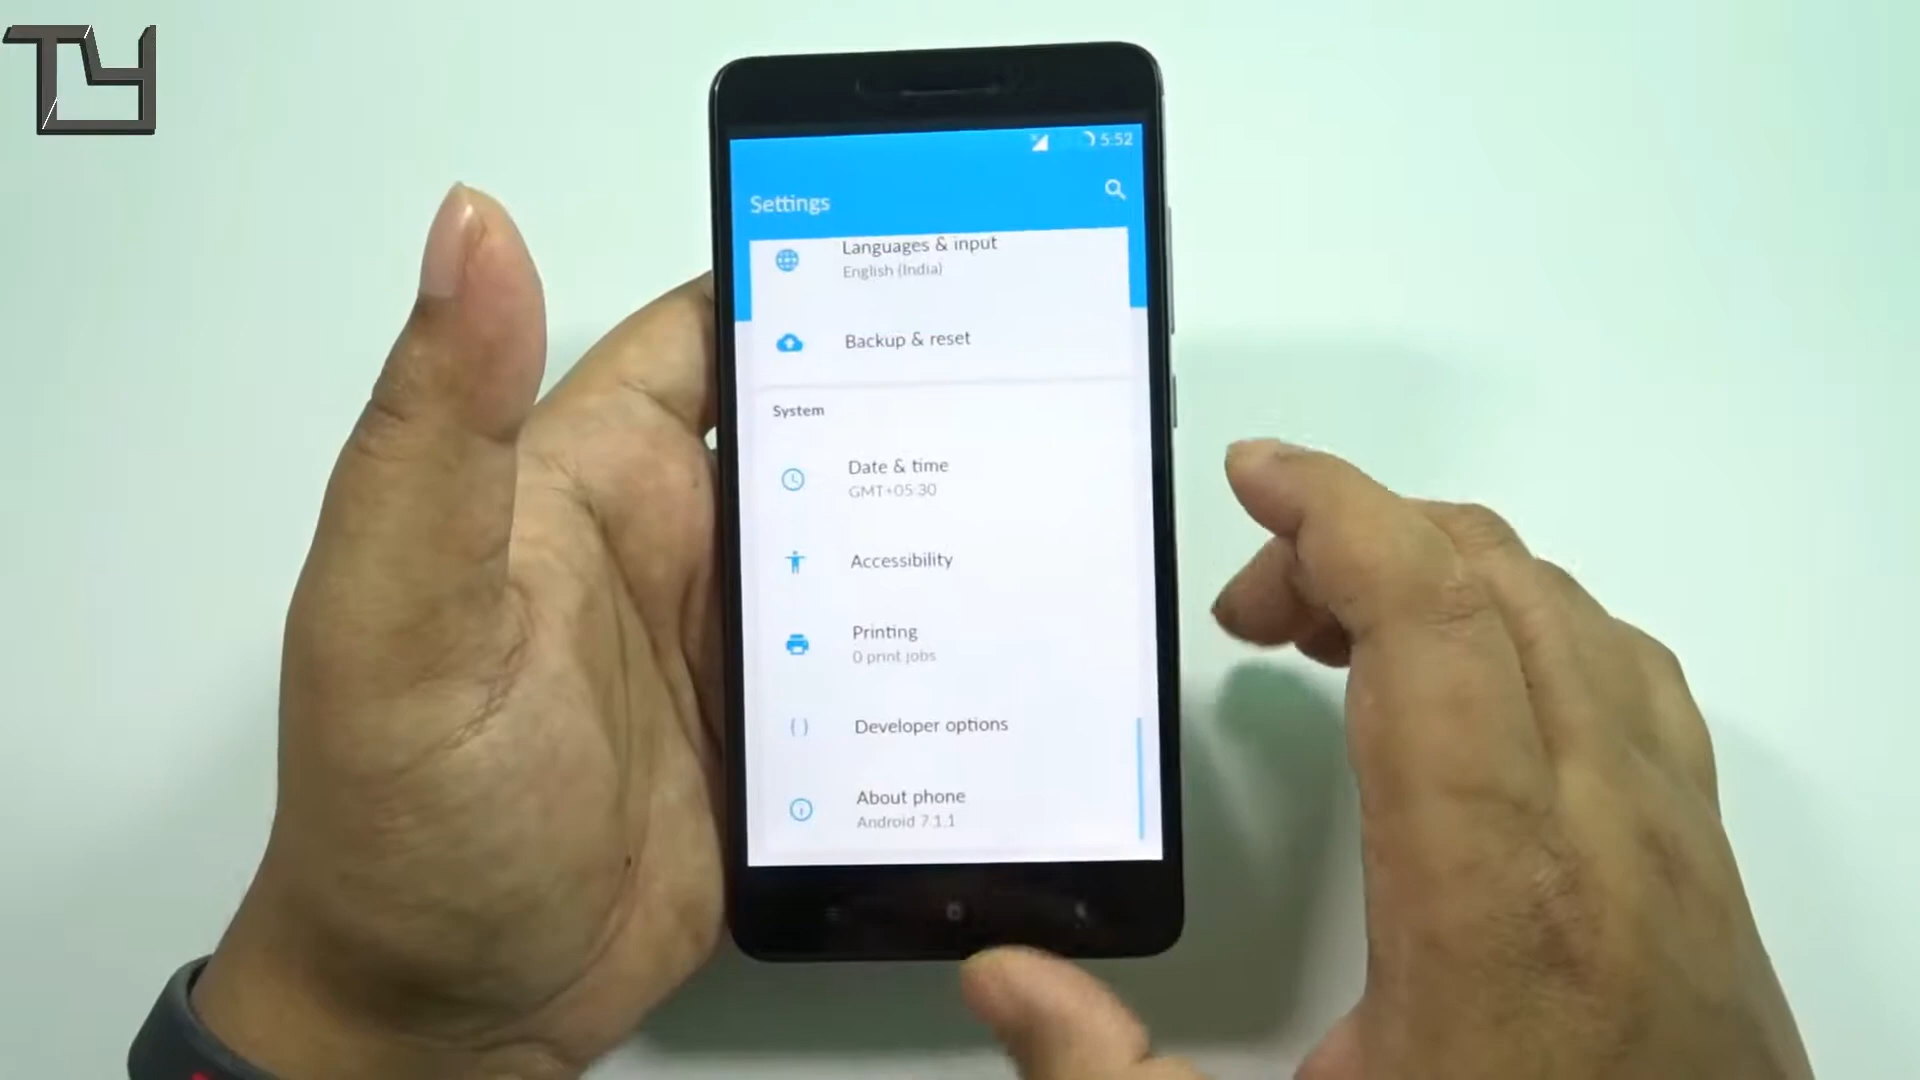 TY
5:52
Settings
Languages & input
English (India)
Backup & reset
System
Date & time
GMT+05:30
Accessibility
Printing
0 print jobs
Developer options
About phone
Android 7.1.1